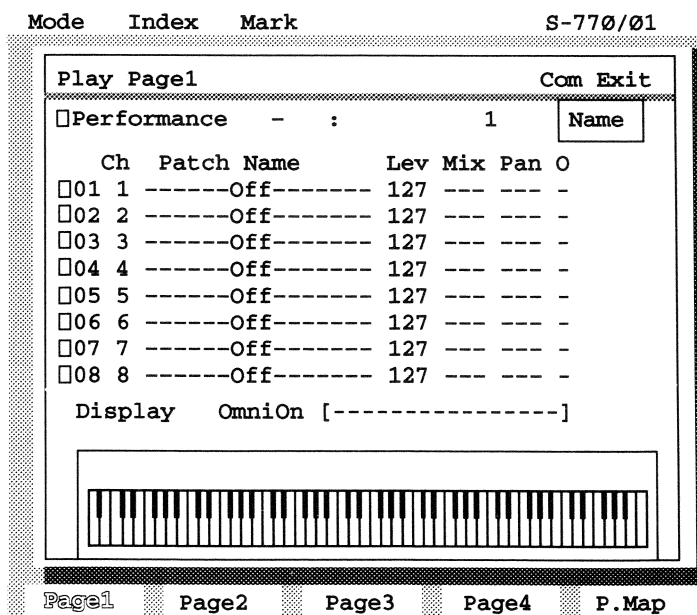 Mode Index Mark S-770/01
Play Page1 Com Exit
Performance - : 1 Name
Ch Patch Name Lev Mix Pan O
01 1 ------Off------- 127 --- --- -
02 2 ------Off------- 127 --- --- -
03 3 ------Off------- 127 --- --- -
04 4 ------Off------- 127 --- --- -
05 5 ------Off------- 127 --- --- -
06 6 ------Off------- 127 --- --- -
07 7 ------Off------- 127 --- --- -
08 8 ------Off------- 127 --- --- -
Display OmniOn [----------------]
Page1 Page2 Page3 Page4 P.Map